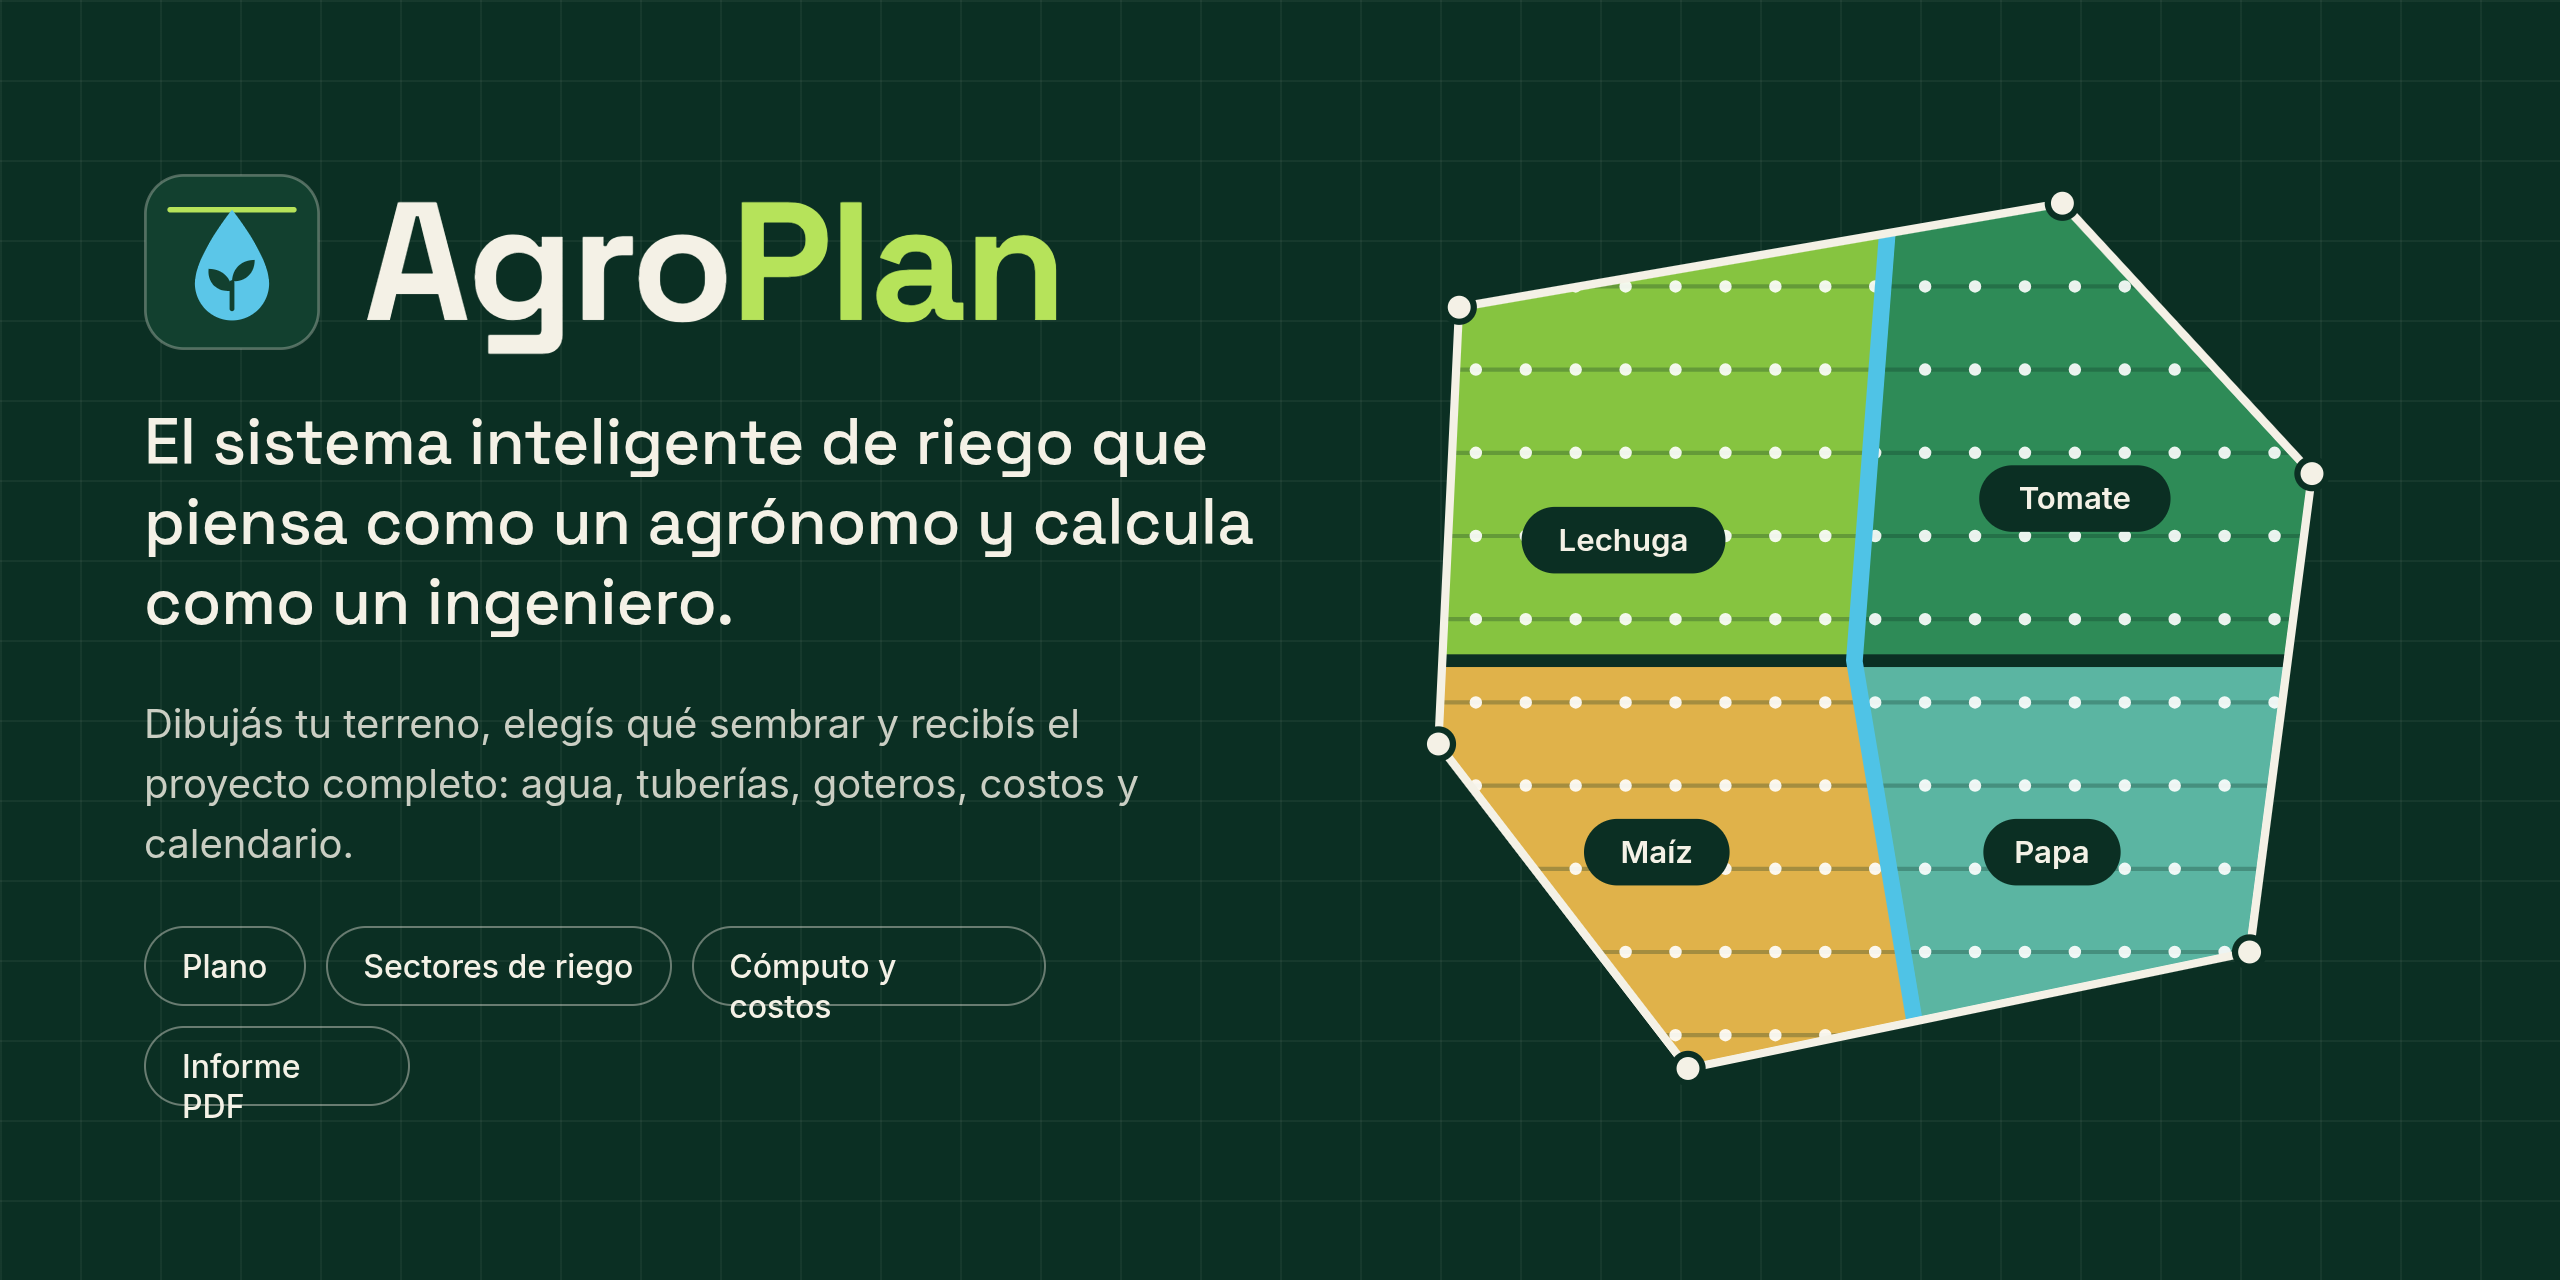 AgroPlan
El sistema inteligente de riego que
piensa como un agrónomo y calcula
como un ingeniero.
Dibujás tu terreno, elegís qué sembrar y recibís el
proyecto completo: agua, tuberías, goteros, costos y
calendario.
Plano
Sectores de riego
Cómputo y
costos
Informe
PDF
Lechuga
Tomate
Maíz
Papa